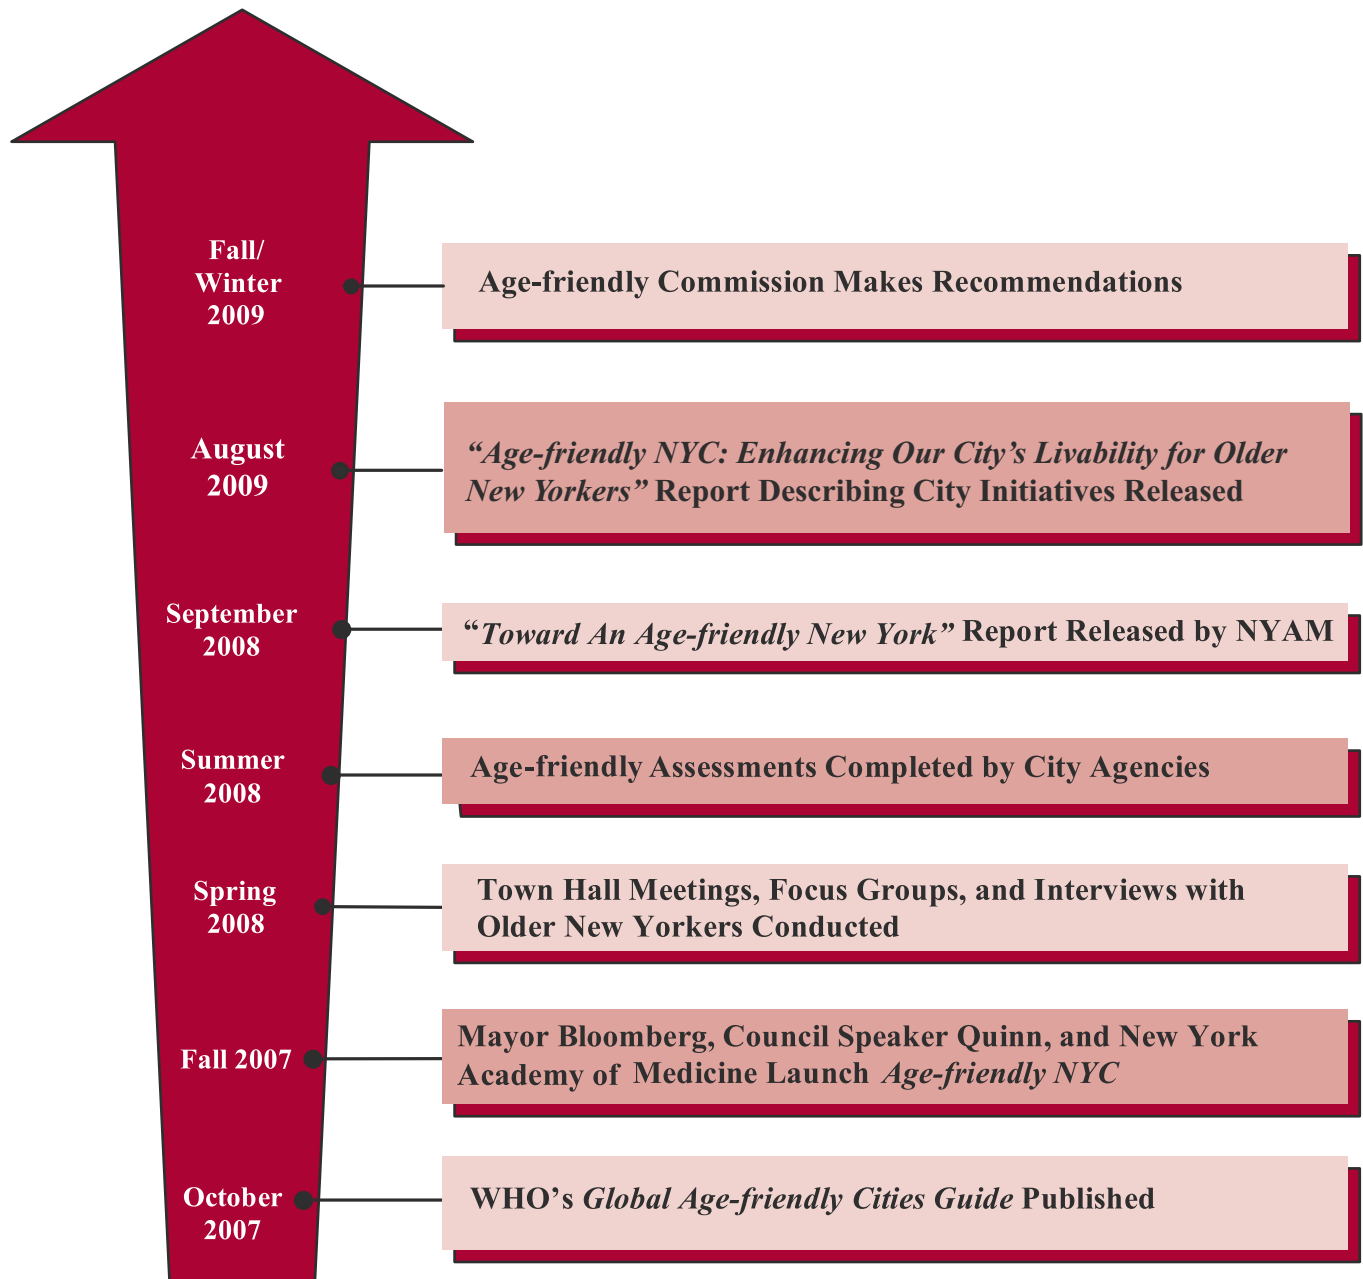 Fall/
Winter
2009
Age-friendly Commission Makes Recommendations
August
2009
“Age-friendly NYC: Enhancing Our City’s Livability for Older
New Yorkers” Report Describing City Initiatives Released
September
2008
“Toward An Age-friendly New York” Report Released by NYAM
Summer
2008
Age-friendly Assessments Completed by City Agencies
Spring
2008
Town Hall Meetings, Focus Groups, and Interviews with
Older New Yorkers Conducted
Fall 2007
Mayor Bloomberg, Council Speaker Quinn, and New York
Academy of Medicine Launch Age-friendly NYC
October
2007
WHO’s Global Age-friendly Cities Guide Published